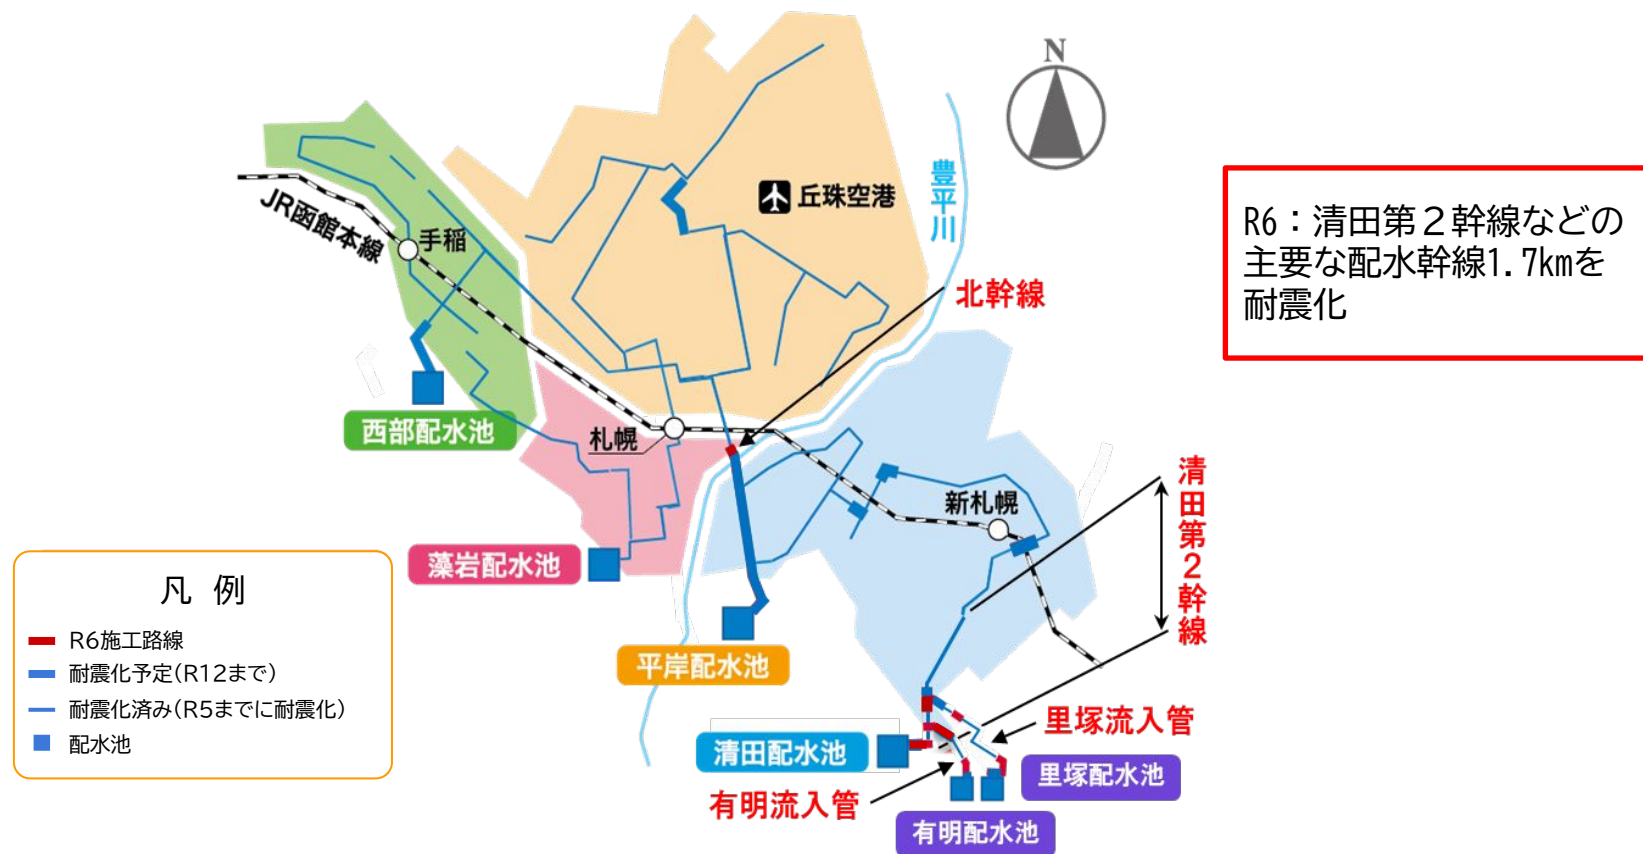 N
丘珠空港
豊平川
JR函館本線
手稲
北幹線
R6：清田第２幹線などの
主要な配水幹線1.7kmを
耐震化
西部配水池
札幌
新札幌
清田第２幹線
藻岩配水池
平岸配水池
凡 例
R6施工路線
耐震化予定(R12まで)
耐震化済み(R5までに耐震化)
配水池
清田配水池
里塚流入管
里塚配水池
有明流入管
有明配水池